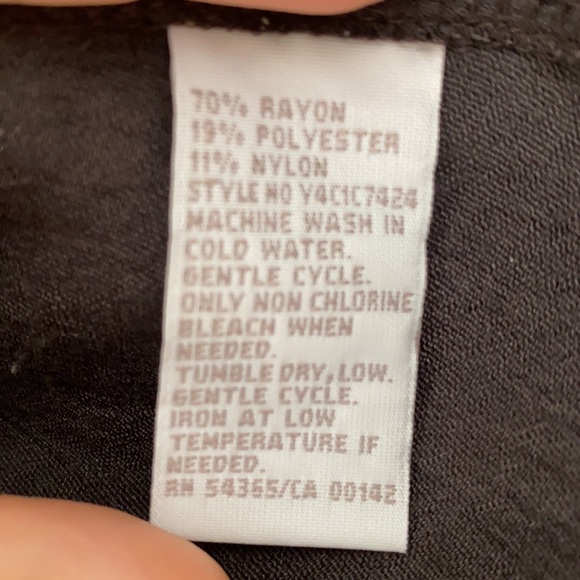 70% RAYON
19% POLYESTER
11% NYLON
STYLE NO Y4C1C7424
MACHINE WASH IN
COLD WATER.
GENTLE CYCLE.
ONLY NON CHLORINE
BLEACH WHEN
NEEDED.
TUMBLE DRY, LOW.
GENTLE CYCLE.
IRON AT LOW
TEMPERATURE IF
NEEDED.
RN 54365/CA 00142